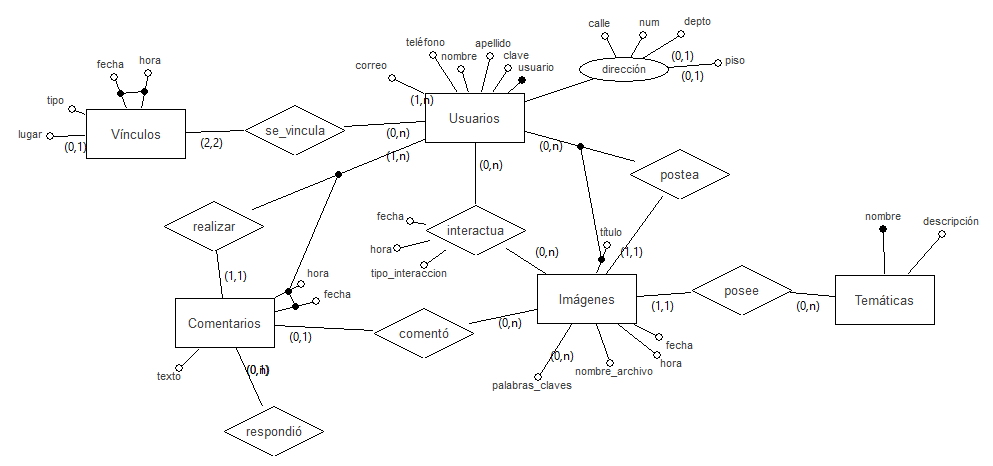 calle
num
depto
(0,1)
piso
(0,1)
dirección
teléfono
apellido
nombre
clave
usuario
correo
(1,n)
Usuarios
fecha
hora
tipo
lugar
(0,1)
Vínculos
(2,2)
se_vincula
(0,n)
(1,n)
(0,n)
(0,n)
postea
realizar
fecha
hora
tipo_interaccion
interactua
(0,n)
título
(1,1)
nombre
descripción
(1,1)
hora
fecha
Comentarios
(0,1)
comentó
(0,n)
Imágenes
(1,1)
posee
(0,n)
Temáticas
texto
respondió
(0,n)
palabras_claves
nombre_archivo
hora
fecha